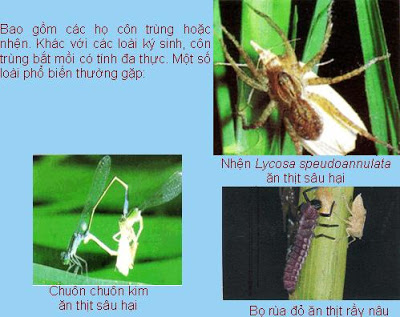 Bao gồm các họ côn trùng hoặc
nhện. Khác với các loài ký sinh, côn
trùng bắt mồi có tính đa thực. Một số
loài phổ biến thường gặp:
Nhện Lycosa speudoannulata
ăn thịt sâu hại
Chuồn chuồn kim
ăn thịt sâu hại
Bọ rùa đỏ ăn thịt rầy nâu